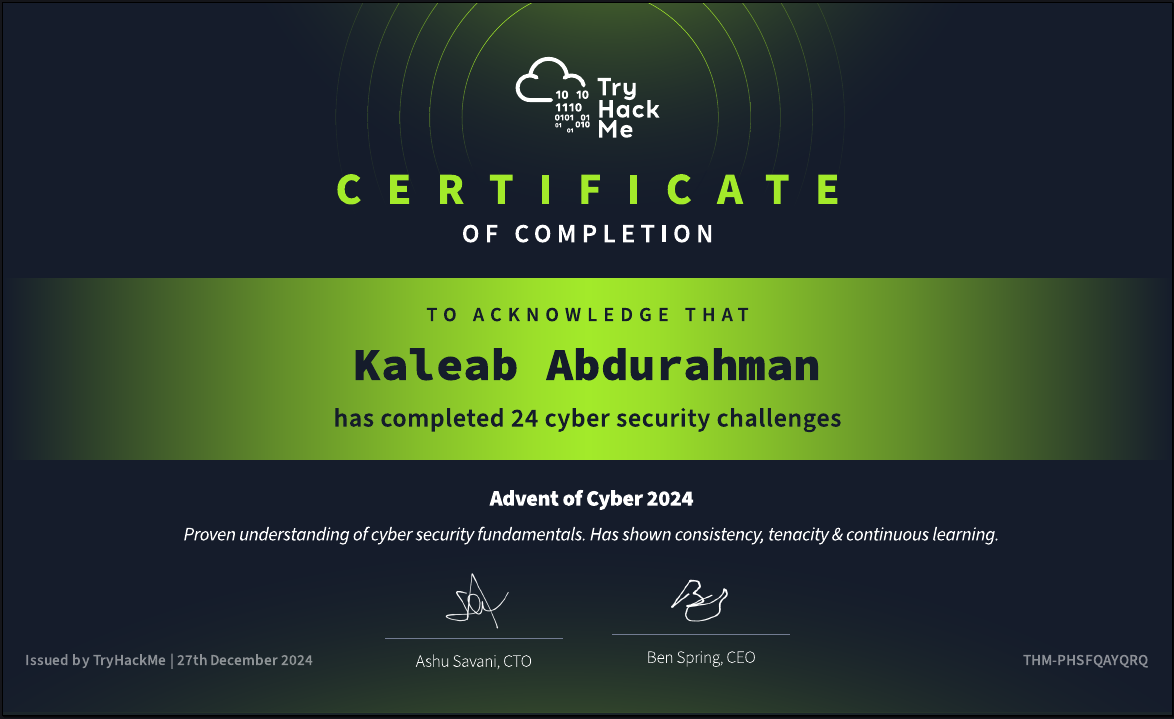 10 10
1110
0101 01
01 01 010
Try
Hack
Me
CERTIFICATE
OF COMPLETION
TO ACKNOWLEDGE THAT
Kaleab Abdurahman
has completed 24 cyber security challenges
Advent of Cyber 2024
Proven understanding of cyber security fundamentals. Has shown consistency, tenacity & continuous learning.
Issued by TryHackMe | 27th December 2024
Ashu Savani, CTO
Ben Spring, CEO
THM-PHSFQAYQRQ